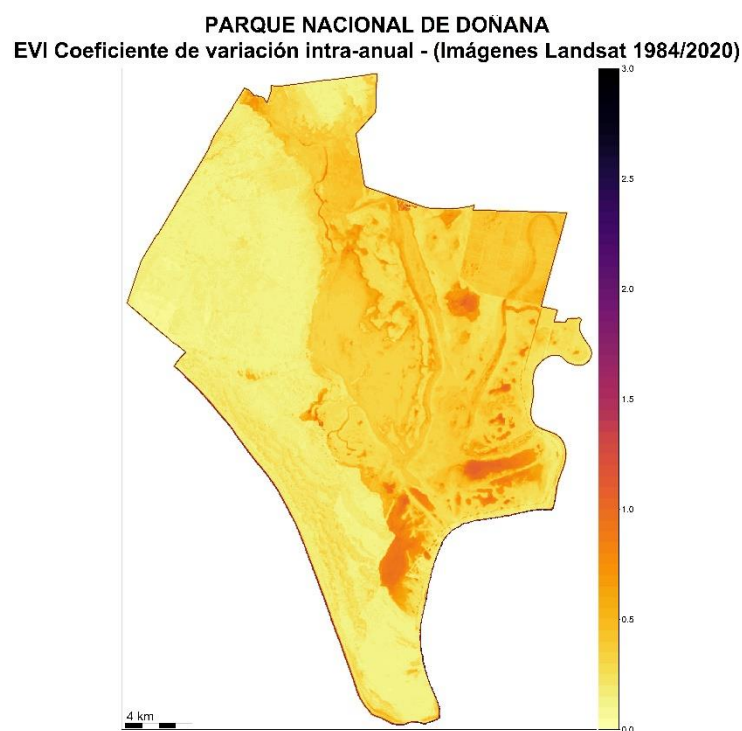 PARQUE NACIONAL DE DOÑANA
EVI Coeficiente de variación intra-anual - (Imágenes Landsat 1984/2020)
3.0
2.5
2.0
1.5
1.0
0.5
0.0
4 km